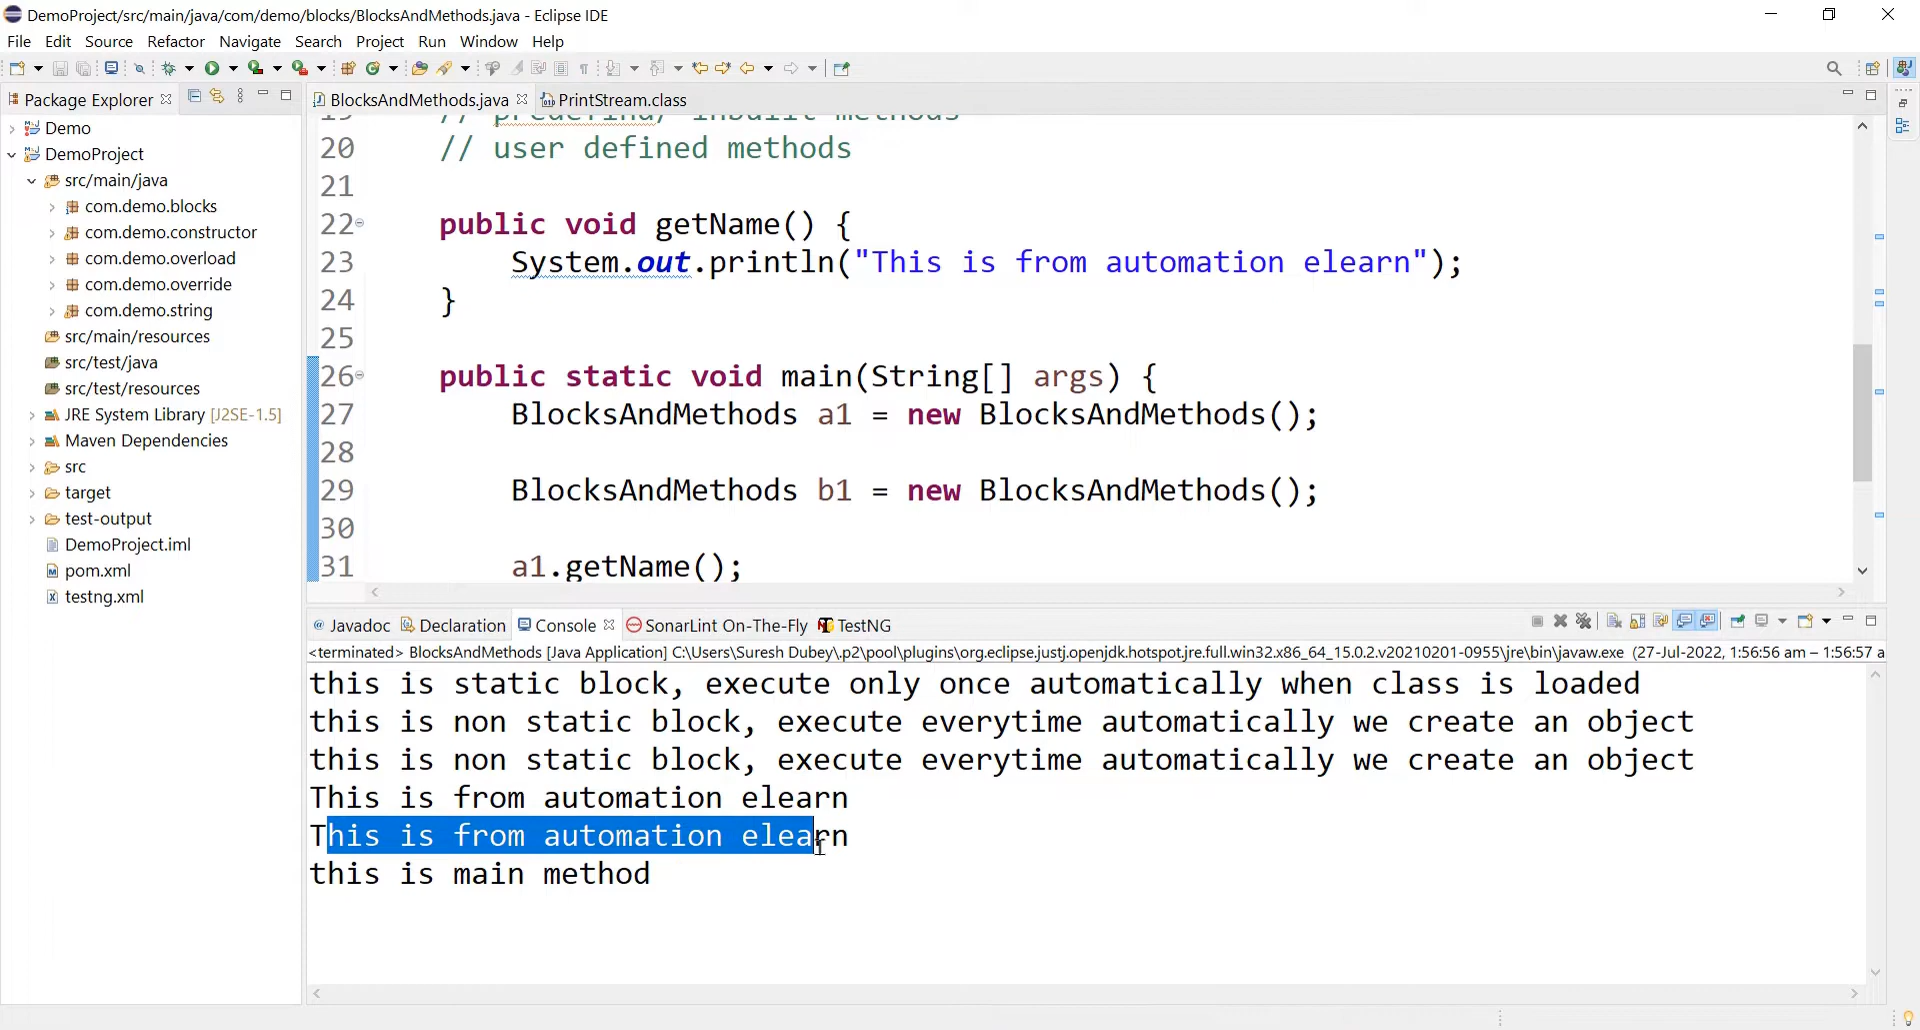 DemoProject/src/main/java/com/demo/blocks/BlocksAndMethods.java - Eclipse IDE
File Edit Source Refactor Navigate Search Project Run Window Help
Package Explorer
Demo
DemoProject
src/main/java
com.demo.blocks
com.demo.constructor
com.demo.overload
com.demo.override
com.demo.string
src/main/resources
src/test/java
src/test/resources
JRE System Library [J2SE-1.5]
Maven Dependencies
src
target
test-output
DemoProject.iml
pom.xml
testng.xml
BlocksAndMethods.java PrintStream.class
19 // predefind/ inbuilt methods
20 // user defined methods
21
22 public void getName() {
23 System.out.println("This is from automation elearn");
24 }
25
26 public static void main(String[] args) {
27 BlocksAndMethods a1 = new BlocksAndMethods();
28
29 BlocksAndMethods b1 = new BlocksAndMethods();
30
31 a1.getName();
Javadoc Declaration Console SonarLint On-The-Fly TestNG
<terminated> BlocksAndMethods [Java Application] C:\Users\Suresh Dubey\.p2\pool\plugins\org.eclipse.justj.openjdk.hotspot.jre.full.win32.x86_64_15.0.2.v20210201-0955\jre\bin\javaw.exe (27-Jul-2022, 1:56:56 am – 1:56:57 a
this is static block, execute only once automatically when class is loaded
this is non static block, execute everytime automatically we create an object
this is non static block, execute everytime automatically we create an object
This is from automation elearn
This is from automation elearn
this is main method